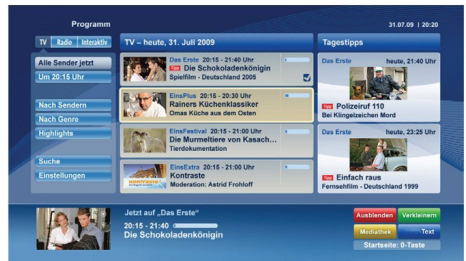 Programm
31.07.09 | 20:20
TV Radio Interaktiv
Alle Sender jetzt
Um 20:15 Uhr
Nach Sendern
Nach Genre
Highlights
Suche
Einstellungen
TV – heute, 31. Juli 2009
Das Erste 20:15 - 21:40 Uhr
Die Schokoladenkönigin
Spielfilm - Deutschland 2005
EinsPlus 20:15 - 20:30 Uhr
Rainers Küchenklassiker
Omas Küche aus dem Osten
EinsFestival 20:15 - 21:00 Uhr
Die Murmeltiere von Kasach...
Tierdokumentation
EinsExtra 20:15 - 21:00 Uhr
Kontraste
Moderation: Astrid Frohloff
Tagestipps
Das Erste heute, 21:40 Uhr
Polizeiruf 110
Bei Klingelzeichen Mord
Das Erste heute, 23:25 Uhr
Einfach raus
Fernsehfilm - Deutschland 1999
Jetzt auf „Das Erste“
20:15 - 21:40
Die Schokoladenkönigin
Ausblenden Verkleinern
Mediathek Text
Startseite: 0-Taste